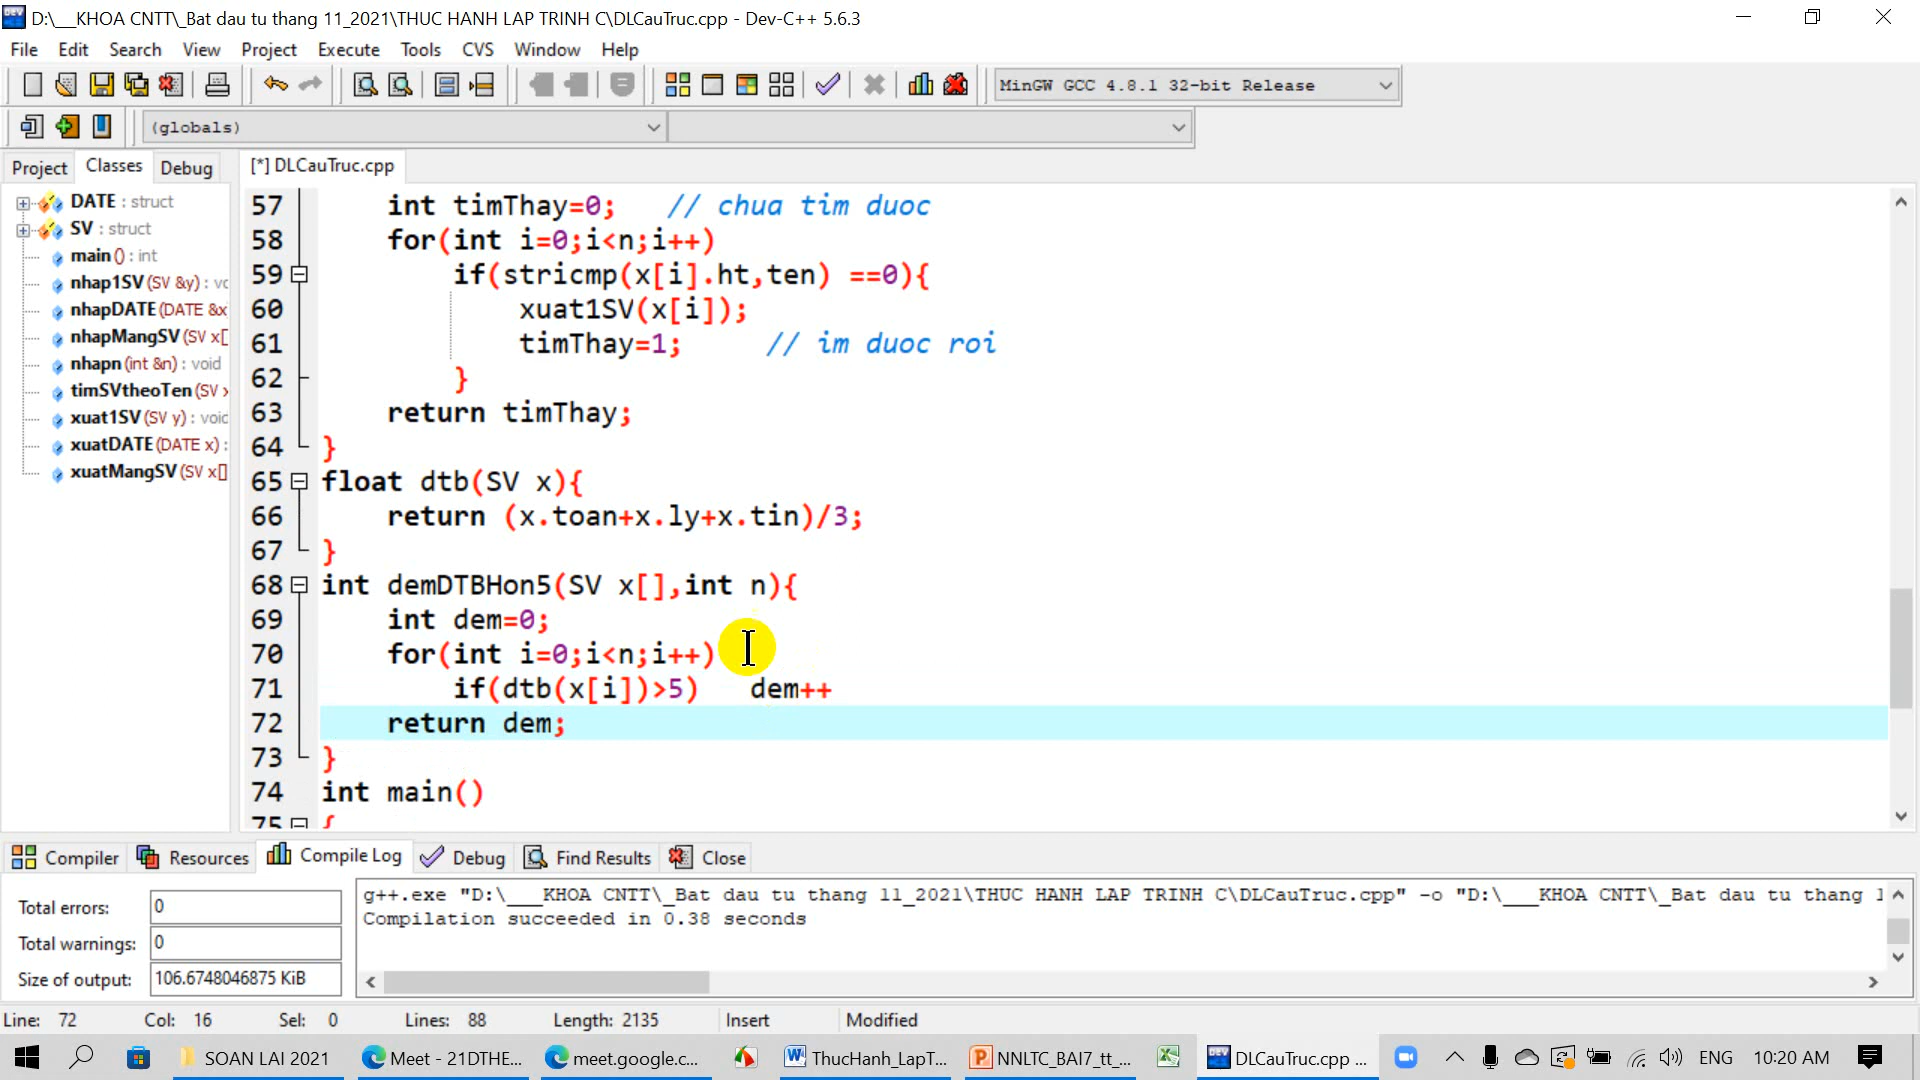 D:\___KHOA CNTT\_Bat dau tu thang 11_2021\THUC HANH LAP TRINH C\DLCauTruc.cpp - Dev-C++ 5.6.3
File Edit Search View Project Execute Tools CVS Window Help
MinGW GCC 4.8.1 32-bit Release
(globals)
Project Classes Debug
[*] DLCauTruc.cpp
DATE : struct
SV : struct
main () : int
nhap1SV (SV &y) : vc
nhapDATE (DATE &x
nhapMangSV (SV x[
nhapn (int &n) : void
timSVtheoTen (SV x
xuat1SV (SV y) : voic
xuatDATE (DATE x) :
xuatMangSV (SV x[]
57 int timThay=0; // chua tim duoc
58 for(int i=0;i<n;i++)
59 if(stricmp(x[i].ht,ten) ==0){
60 xuat1SV(x[i]);
61 timThay=1; // im duoc roi
62 }
63 return timThay;
64 }
65 float dtb(SV x){
66 return (x.toan+x.ly+x.tin)/3;
67 }
68 int demDTBHon5(SV x[],int n){
69 int dem=0;
70 for(int i=0;i<n;i++)
71 if(dtb(x[i])>5) dem++
72 return dem;
73 }
74 int main()
75 {
Compiler Resources Compile Log Debug Find Results Close
Total errors: 0
Total warnings: 0
Size of output: 106.6748046875 KiB
g++.exe "D:\___KHOA CNTT\_Bat dau tu thang 11_2021\THUC HANH LAP TRINH C\DLCauTruc.cpp" -o "D:\___KHOA CNTT\_Bat dau tu thang 1
Compilation succeeded in 0.38 seconds
Line: 72 Col: 16 Sel: 0 Lines: 88 Length: 2135 Insert Modified
SOAN LAI 2021 Meet - 21DTHE... meet.google.c... ThucHanh_LapT... NNLTC_BAI7_tt_... DLCauTruc.cpp ... ENG 10:20 AM